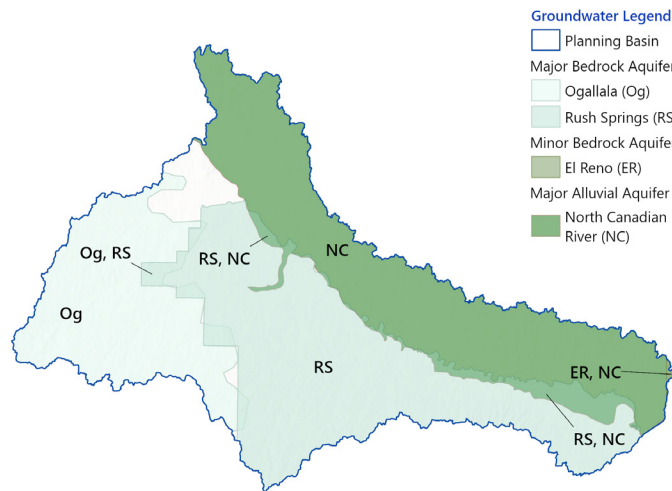 Groundwater Legend
Planning Basin
Major Bedrock Aquifer
Ogallala (Og)
Rush Springs (RS
Minor Bedrock Aquife
El Reno (ER)
Major Alluvial Aquifer
North Canadian
River (NC)
Og, RS
RS, NC
NC
Og
RS
ER, NC
RS, NC